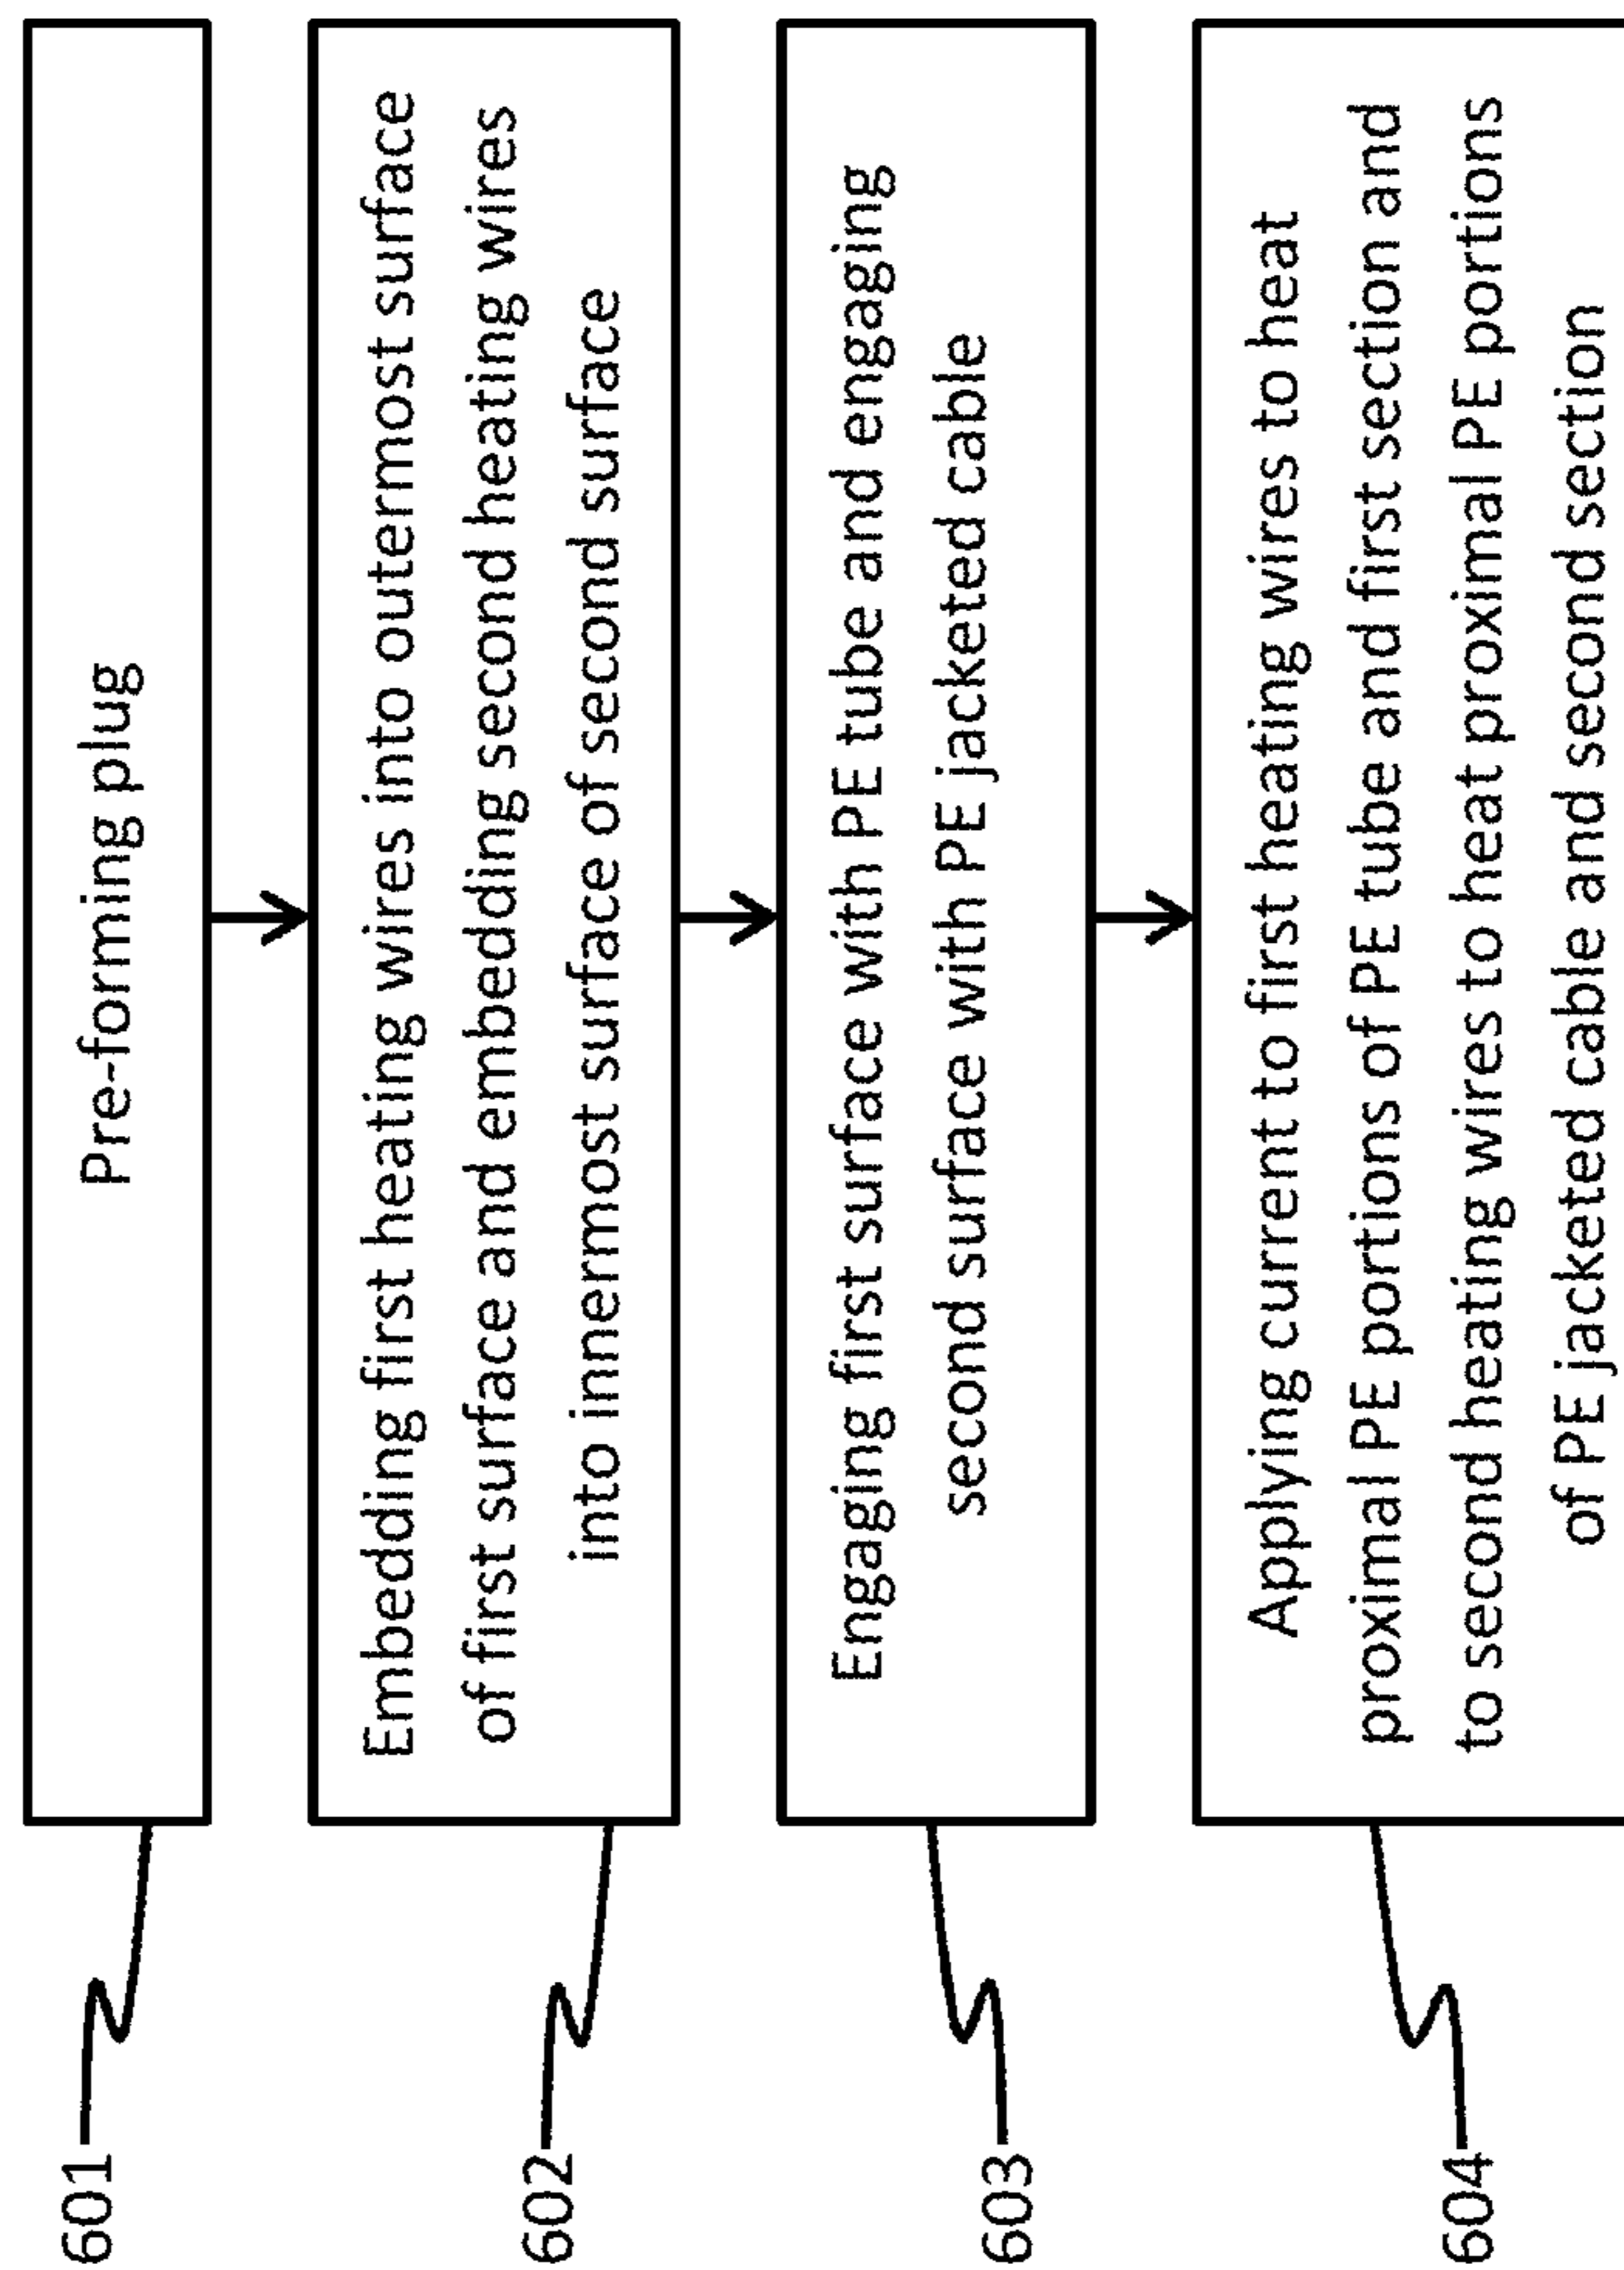 601
Pre-forming plug
602
Embedding first heating wires into outermost surface
of first surface and embedding second heating wires
into innermost surface of second surface
603
Engaging first surface with PE tube and engaging
second surface with PE jacketed cable
604
Applying current to first heating wires to heat
proximal PE portions of PE tube and first section and
to second heating wires to heat proximal PE portions
of PE jacketed cable and second section